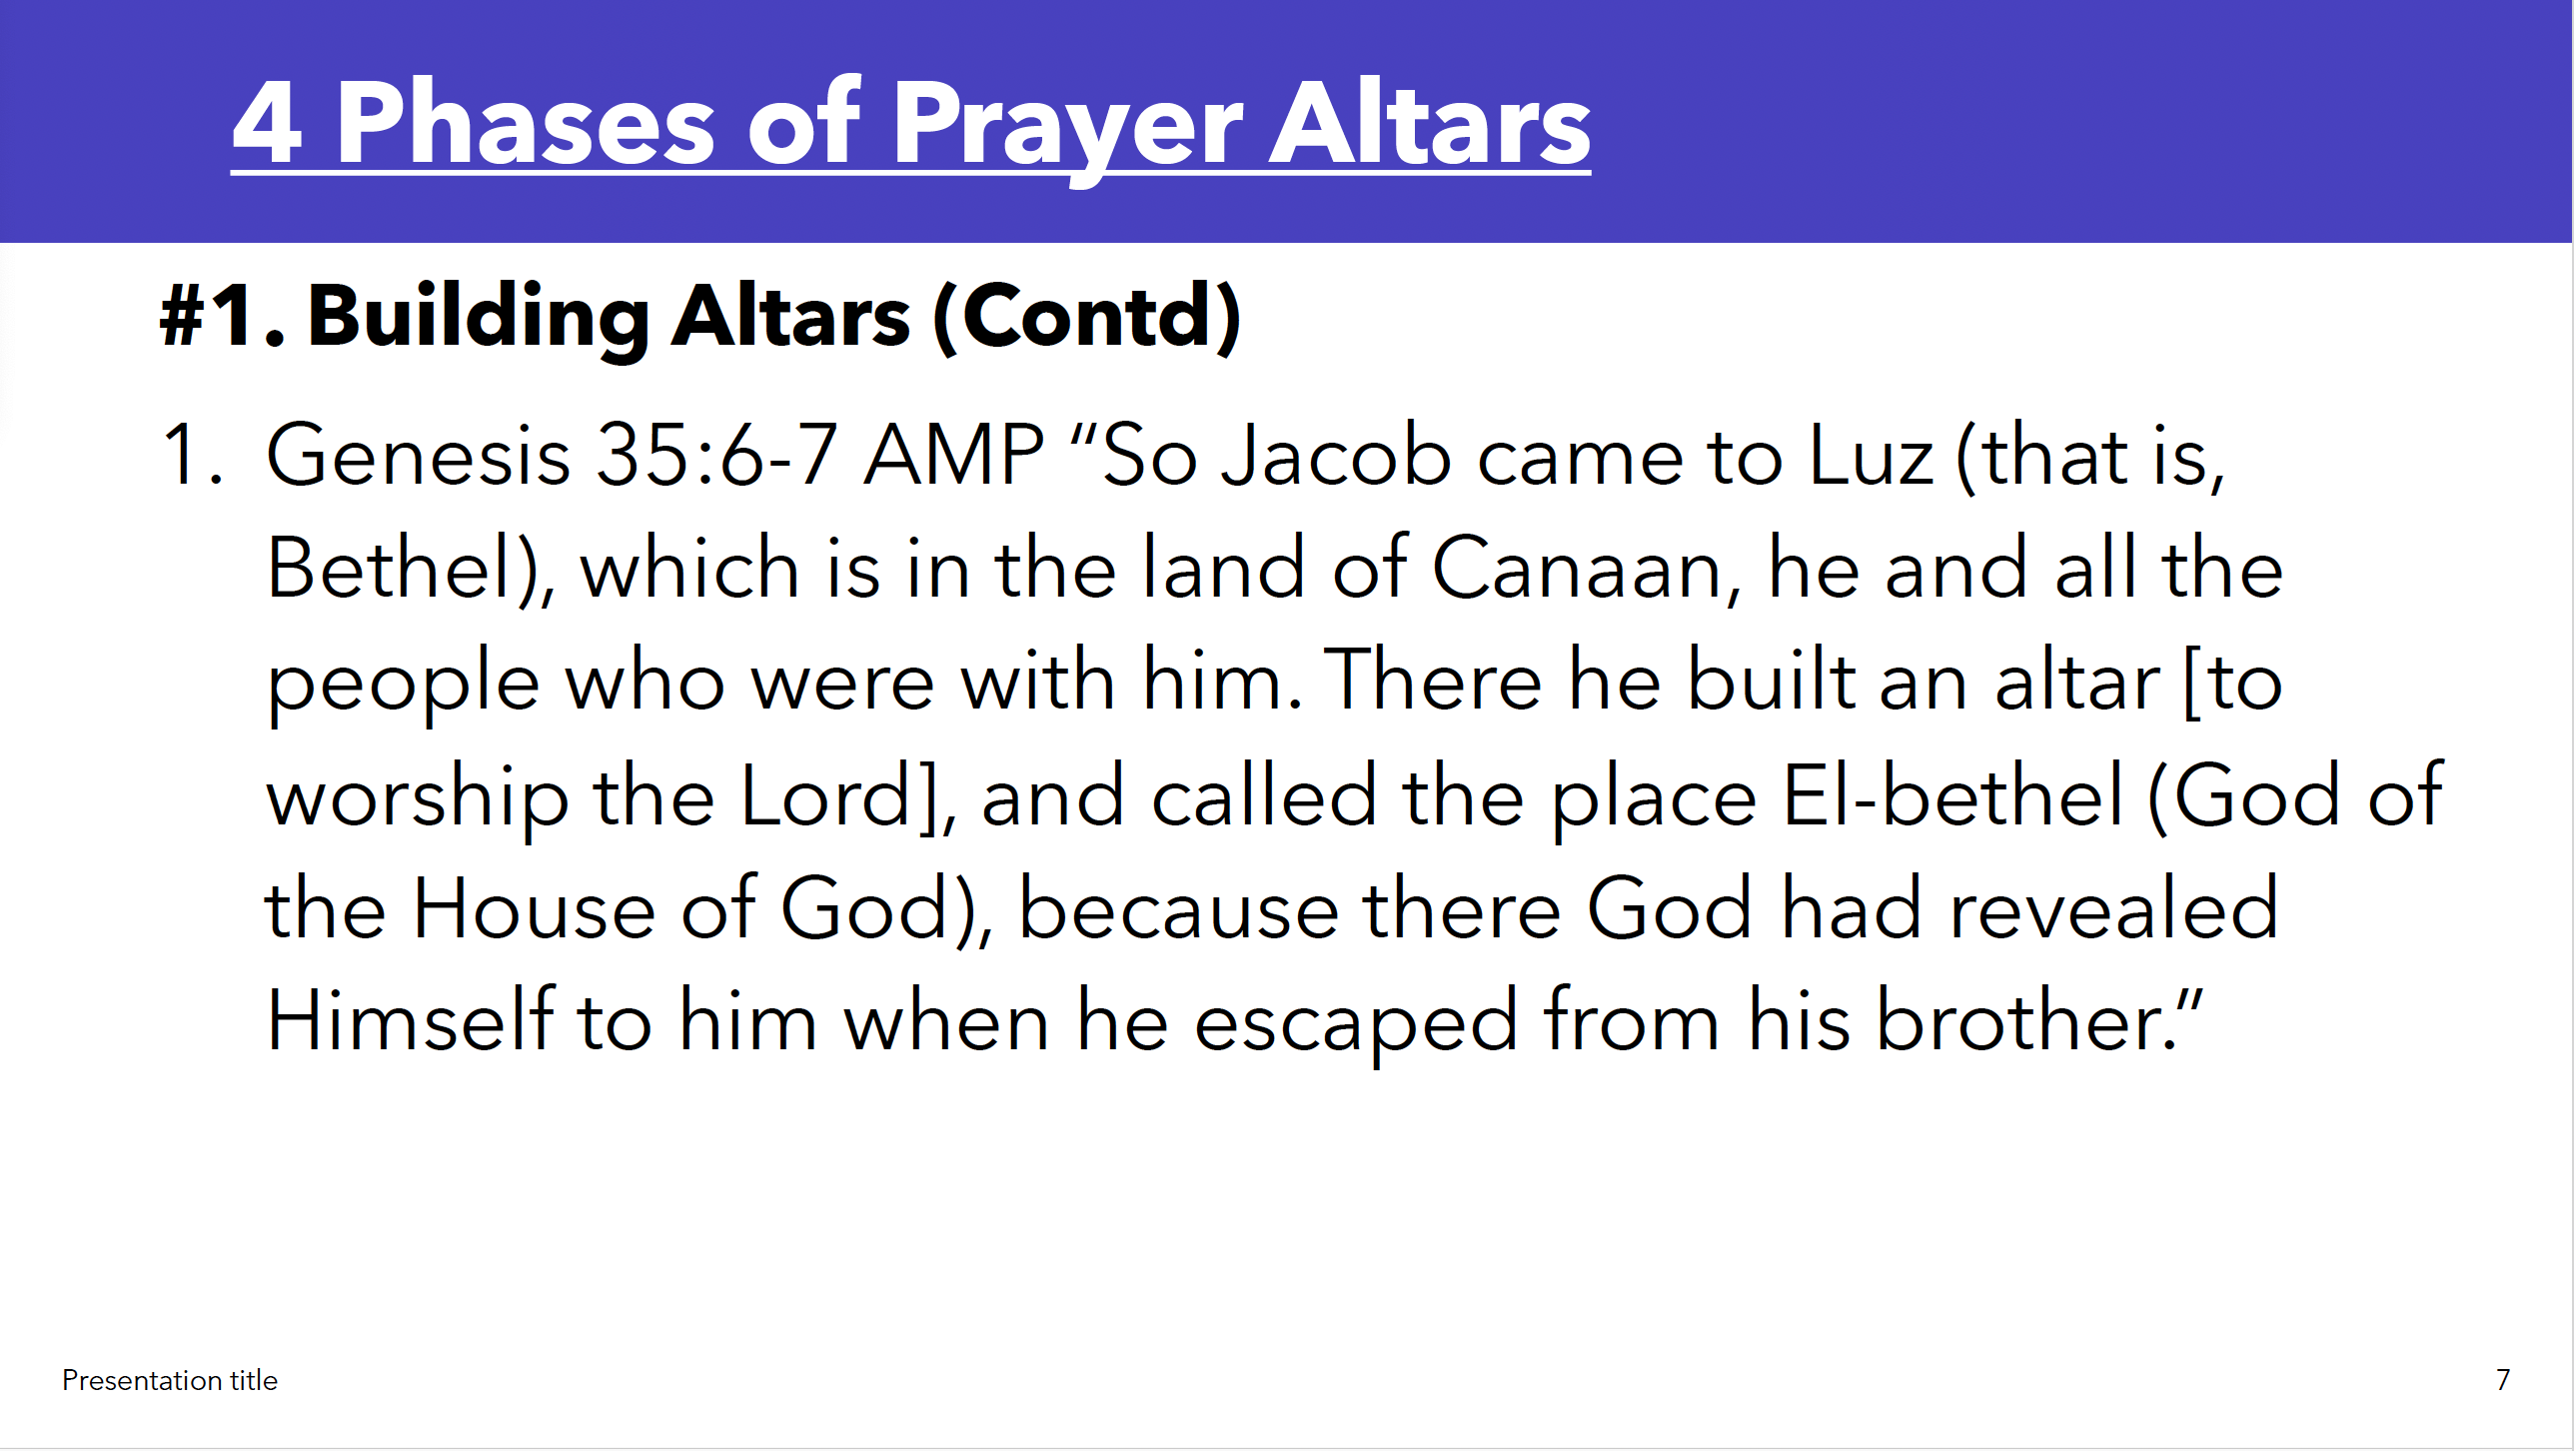 4 Phases of Prayer Altars
#1. Building Altars (Contd)
1. Genesis 35:6-7 AMP “So Jacob came to Luz (that is,
Bethel), which is in the land of Canaan, he and all the
people who were with him. There he built an altar [to
worship the Lord], and called the place El-bethel (God of
the House of God), because there God had revealed
Himself to him when he escaped from his brother.”
Presentation title
7